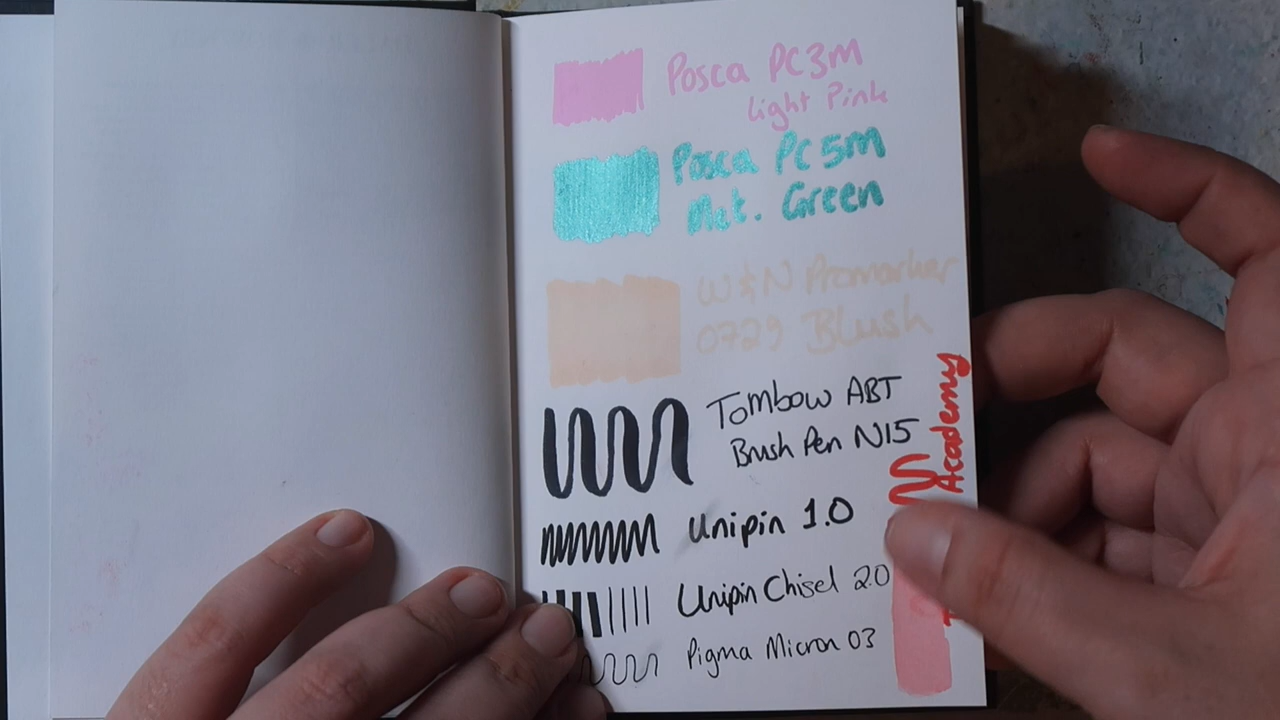 Posca PC3M
Light Pink
Posca PC5M
Met. Green
W&N Promarker
0729 Blush
Tombow ABT
Brush Pen N15
Unipin 1.0
Unipin Chisel 2.0
Pigma Micron 03
Academy